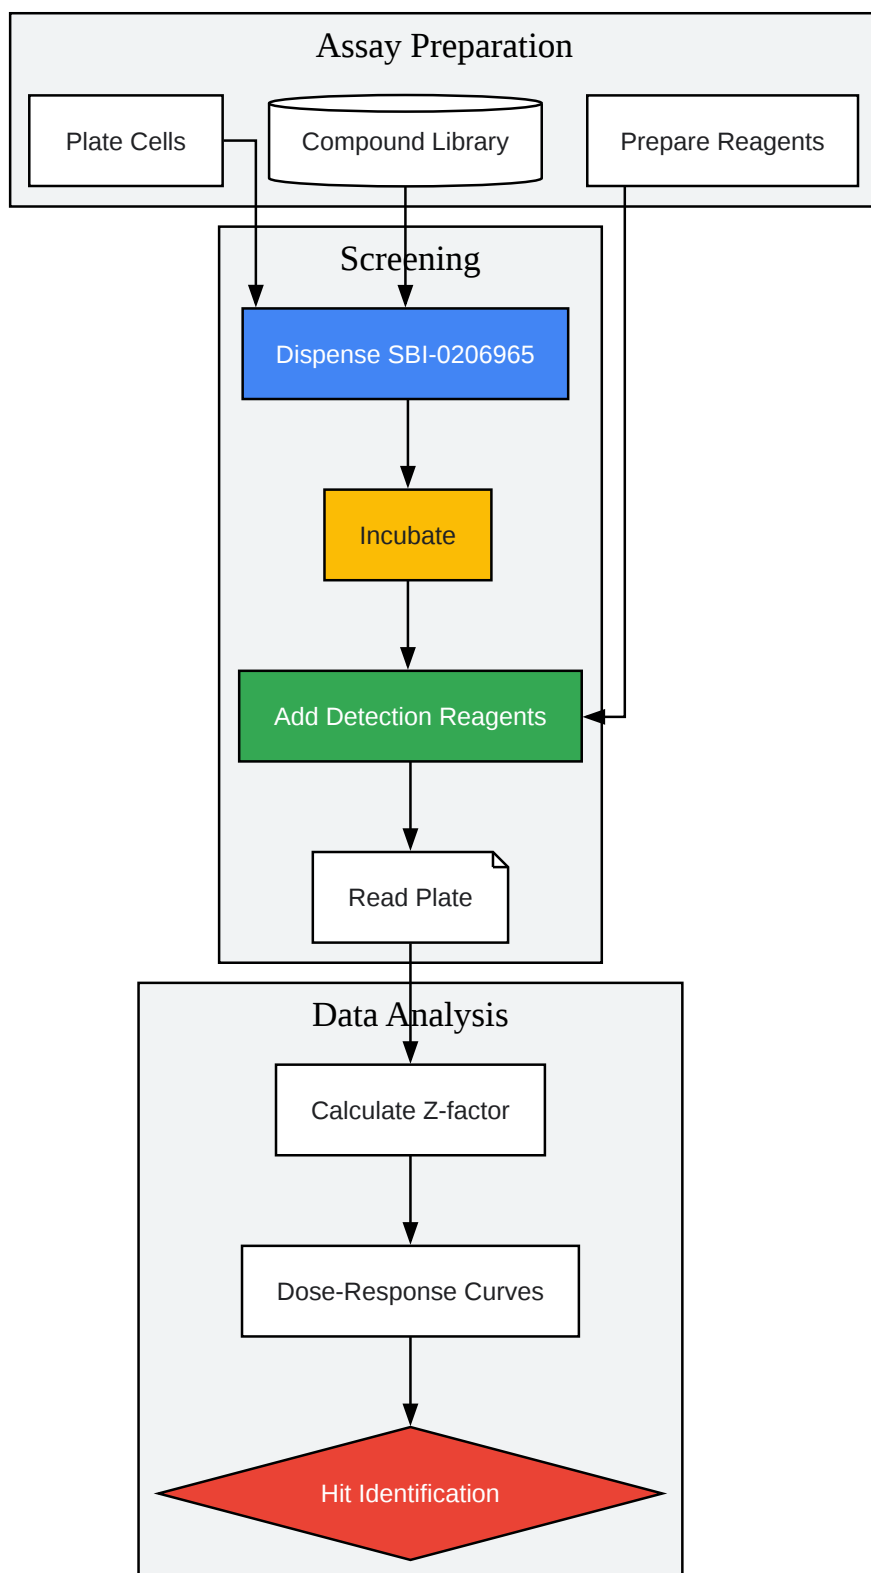 Assay Preparation
Plate Cells
Compound Library
Prepare Reagents
Screening
Dispense SBI-0206965
Incubate
Add Detection Reagents
Read Plate
Data Analysis
Calculate Z-factor
Dose-Response Curves
Hit Identification